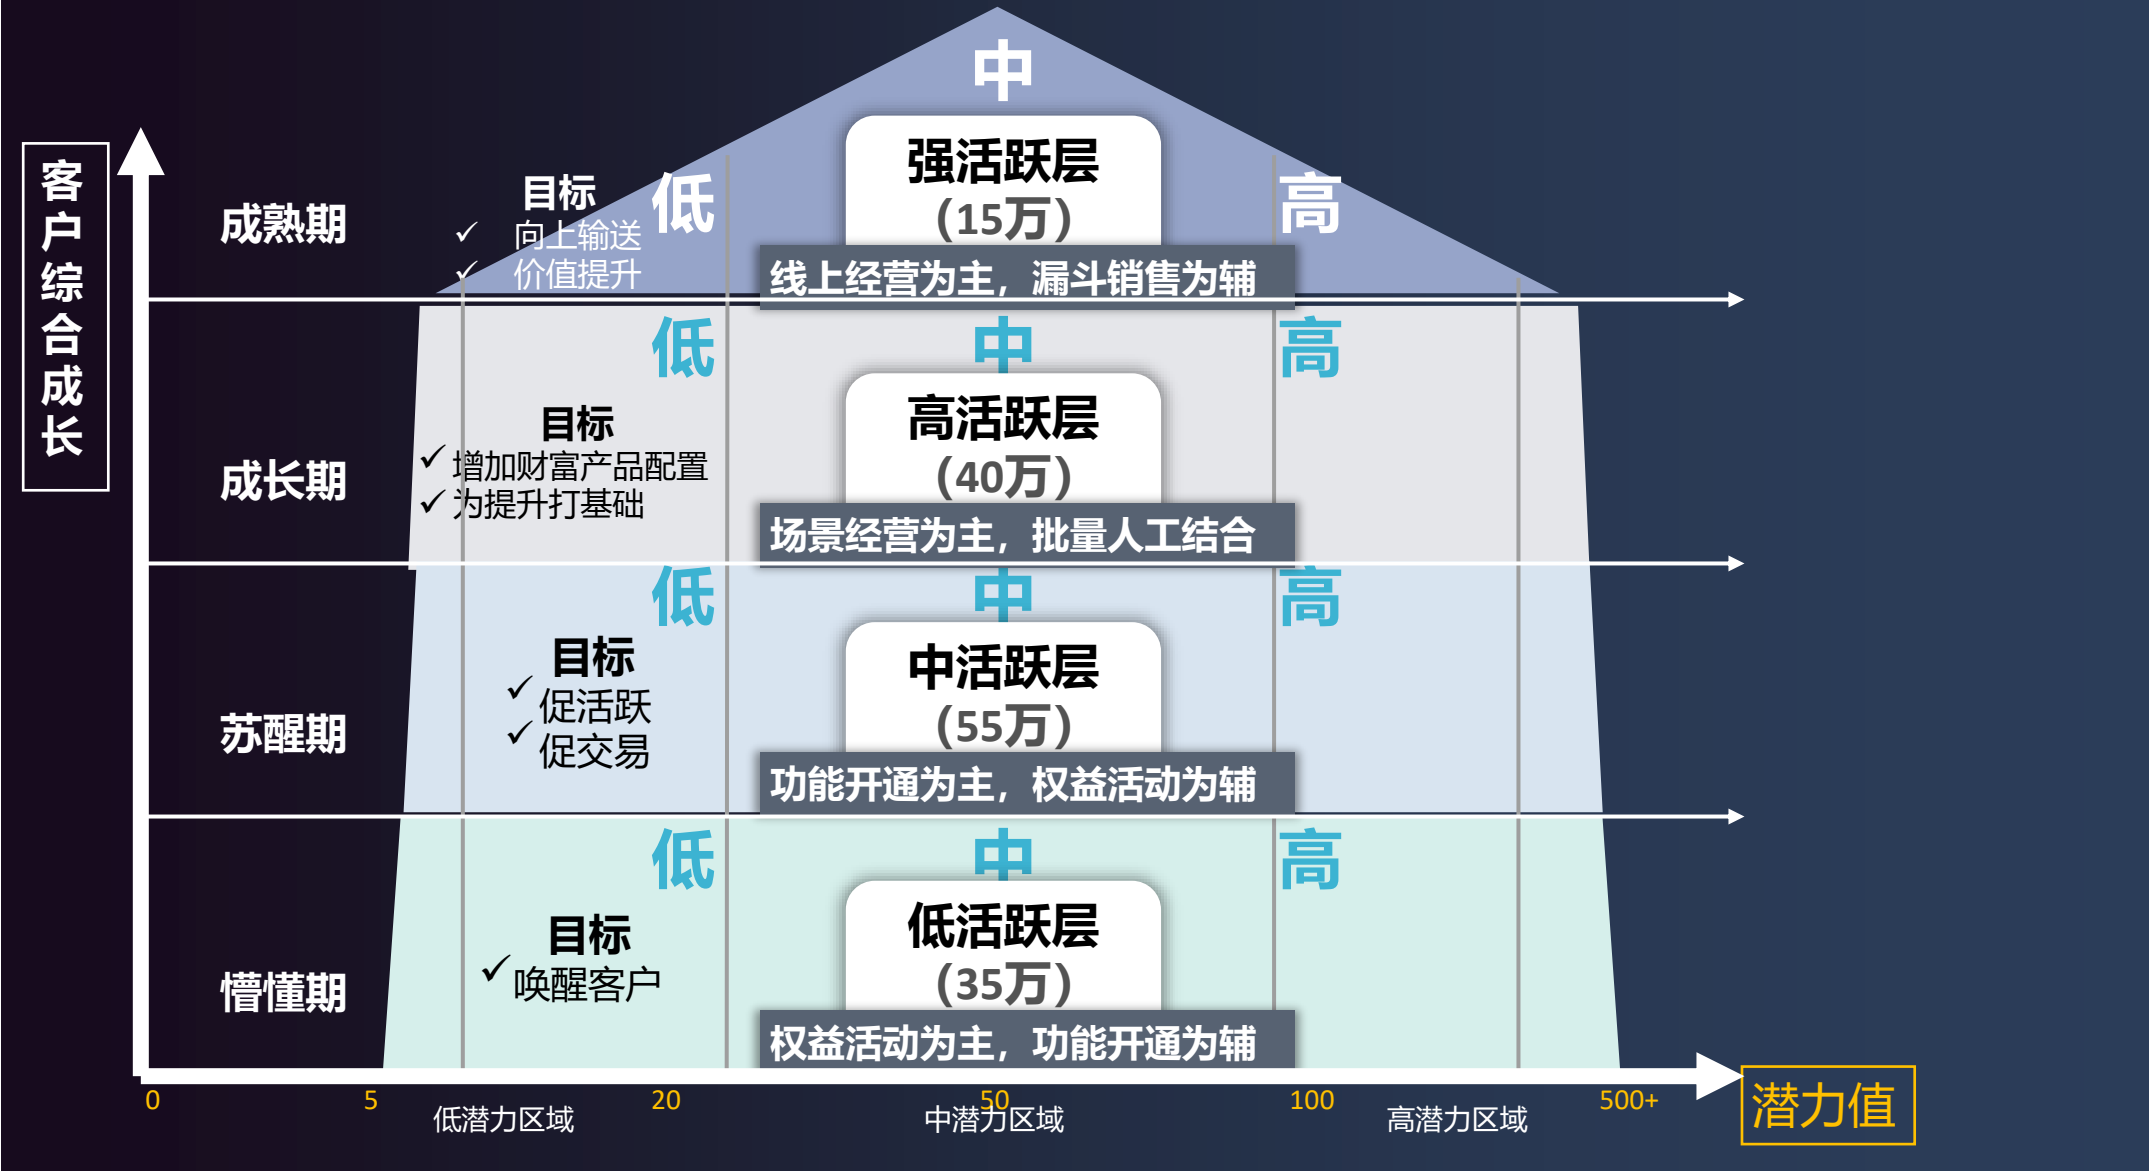 客户综合成长
中
强活跃层
（15万）
线上经营为主，漏斗销售为辅
低
高
成熟期
目标
✓ 向上输送
✓ 价值提升
低
中
高
高活跃层
（40万）
场景经营为主，批量人工结合
成长期
目标
✓ 增加财富产品配置
✓ 为提升打基础
低
中
高
中活跃层
（55万）
功能开通为主，权益活动为辅
苏醒期
目标
✓ 促活跃
✓ 促交易
低
中
高
低活跃层
（35万）
权益活动为主，功能开通为辅
懵懂期
目标
✓ 唤醒客户
0 5 20 50 100 500+
低潜力区域 中潜力区域 高潜力区域
潜力值